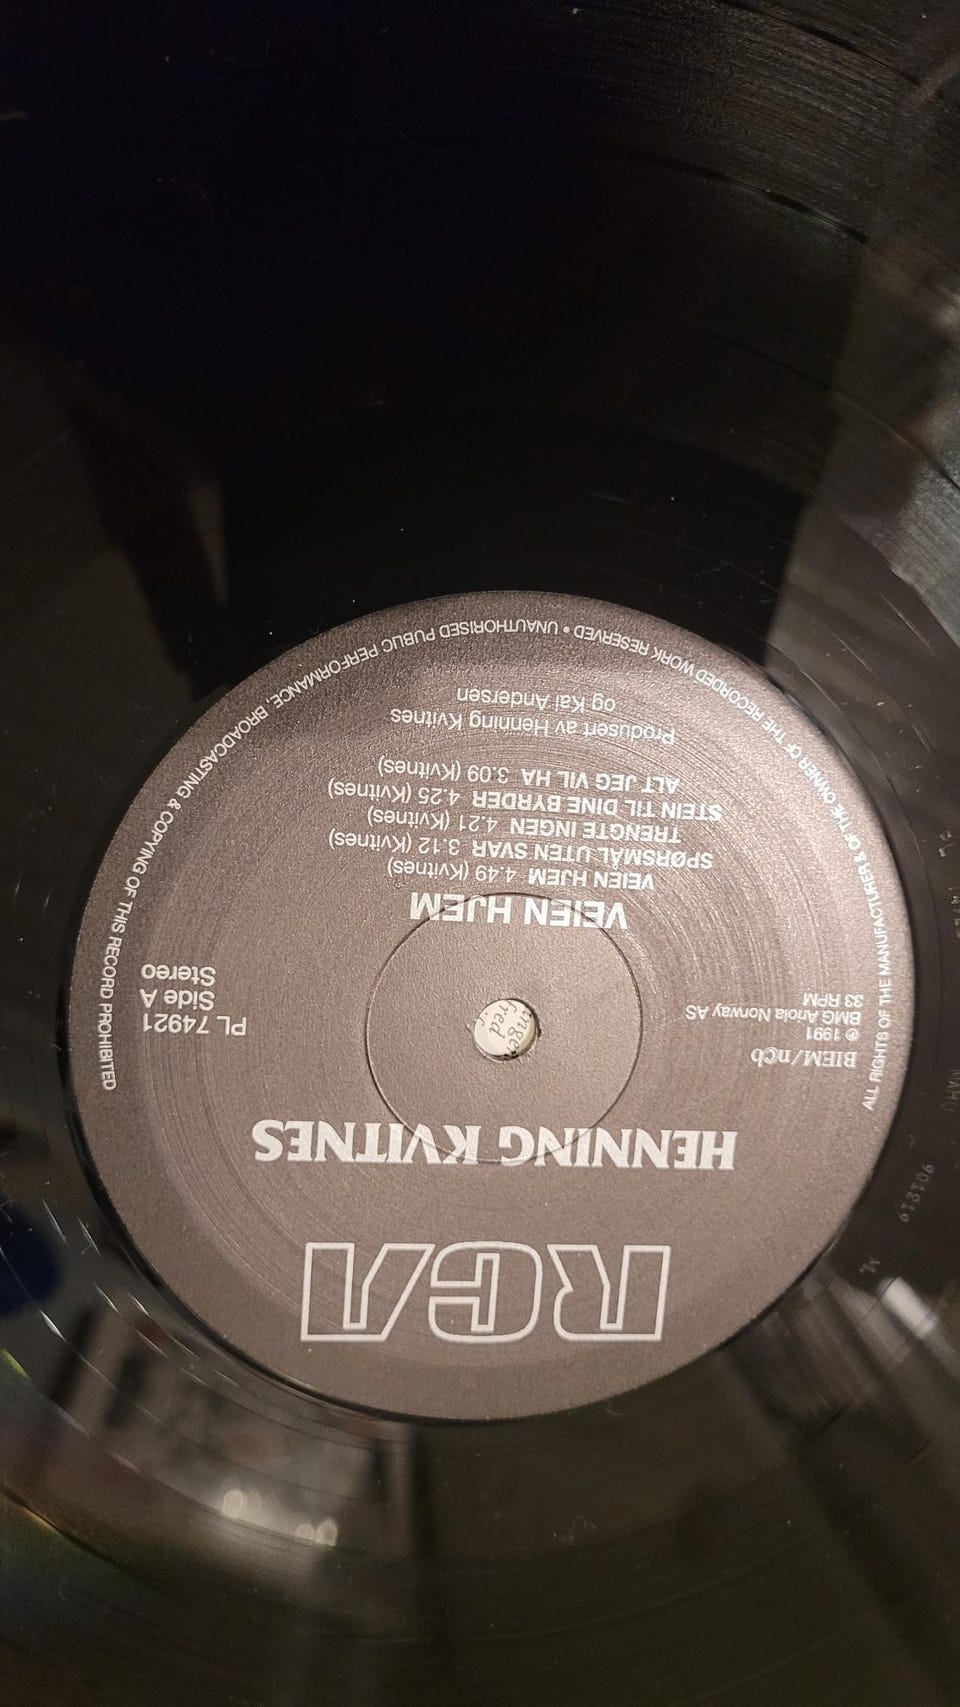 RCA
HENNING KVITNES
BIEM/ncb
℗ 1991
BMG Ariola Norway AS
33 RPM
PL 74921
Side A
Stereo
VEIEN HJEM
VEIEN HJEM 4.49 (Kvitnes)
SPØRSMÅL UTEN SVAR 3.12 (Kvitnes)
TRENGTE INGEN 4.21 (Kvitnes)
STEIN TIL DINE BYRDER 4.25 (Kvitnes)
ALT JEG VIL HA 3.09 (Kvitnes)
Produsert av Henning Kvitnes
og Kai Andersen
ALL RIGHTS OF THE MANUFACTURER & OF THE OWNER OF THE RECORDED WORK RESERVED • UNAUTHORISED PUBLIC PERFORMANCE, BROADCASTING & COPYING OF THIS RECORD PROHIBITED
901219